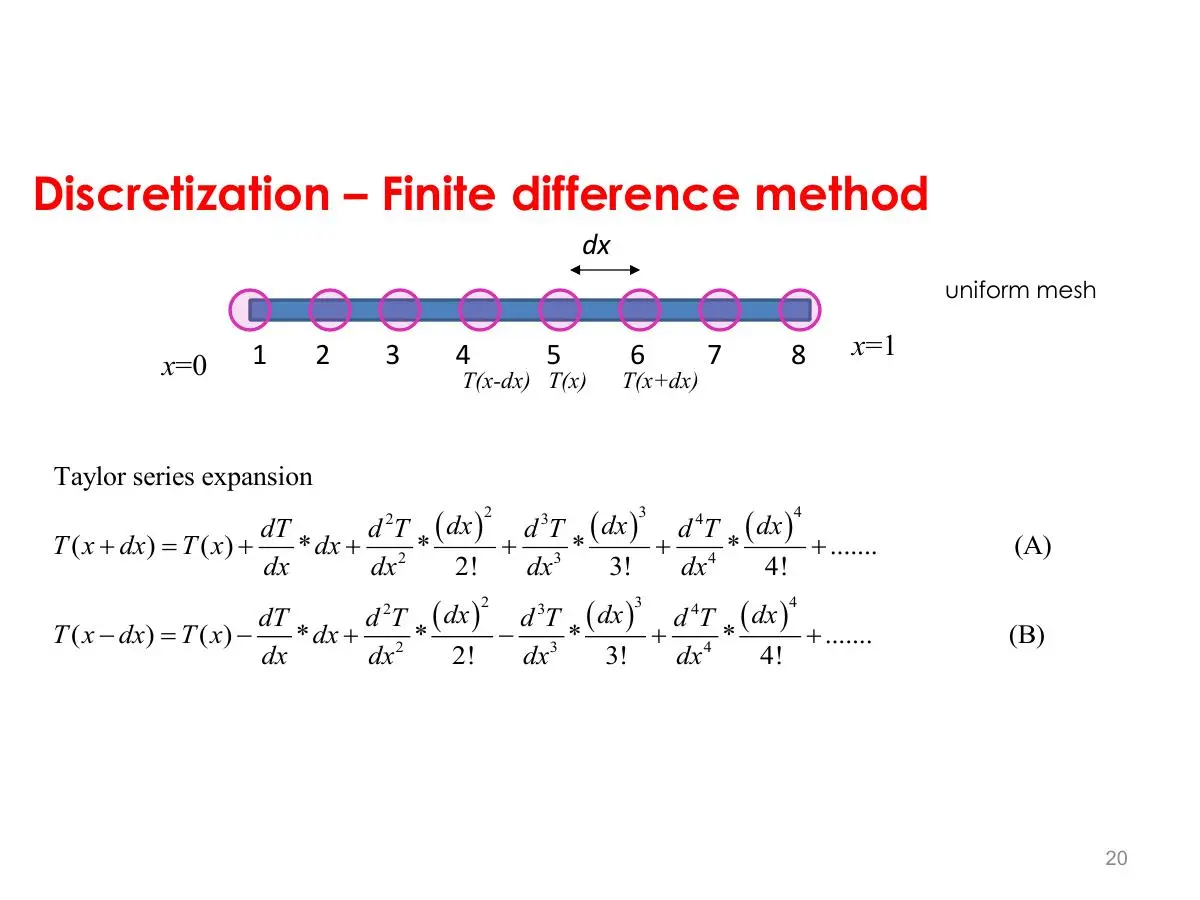 Discretization – Finite difference method
dx
uniform mesh
x=0 1 2 3 4 5 6 7 8 x=1
T(x-dx) T(x) T(x+dx)
Taylor series expansion
T(x + dx) = T(x) + dT/dx * dx + d²T/dx² * (dx)²/2! + d³T/dx³ * (dx)³/3! + d⁴T/dx⁴ * (dx)⁴/4! + ....... (A)
T(x − dx) = T(x) − dT/dx * dx + d²T/dx² * (dx)²/2! − d³T/dx³ * (dx)³/3! + d⁴T/dx⁴ * (dx)⁴/4! + ....... (B)
20